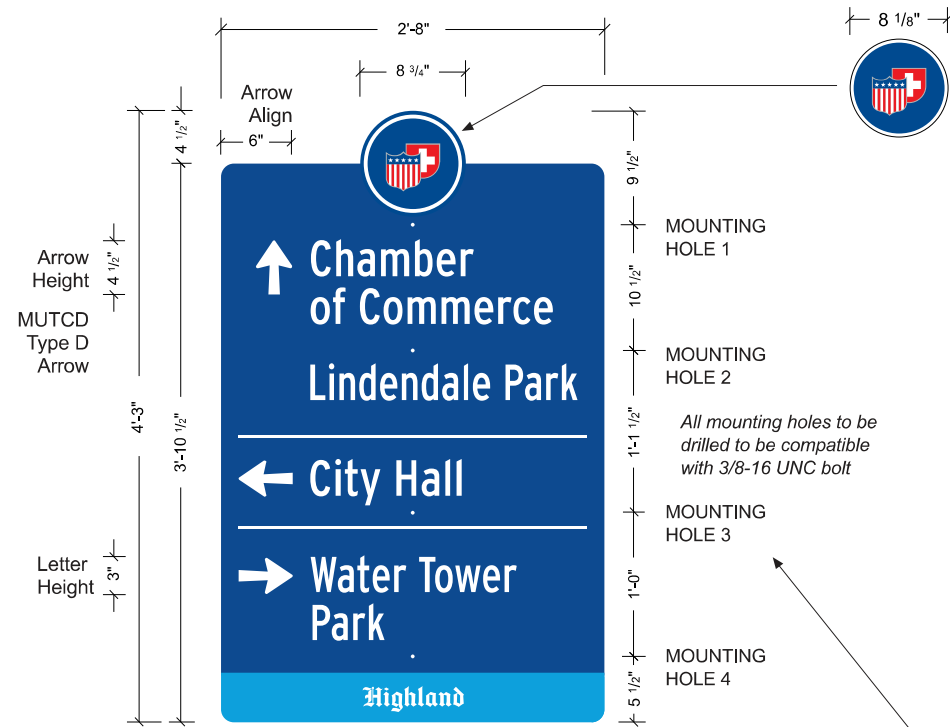 2'-8"
8 1/8"
8 3/4"
Arrow
Align
6"
4 1/2"
9 1/2"
MOUNTING
HOLE 1
Arrow
Height
4 1/2"
MUTCD
Type D
Arrow
Chamber
of Commerce
10 1/2"
MOUNTING
HOLE 2
Lindendale Park
4'-3"
3'-10 1/2"
1'-1 1/2"
All mounting holes to be
drilled to be compatible
with 3/8-16 UNC bolt
City Hall
MOUNTING
HOLE 3
Letter
Height
3"
Water Tower
Park
1'-0"
MOUNTING
HOLE 4
5 1/2"
Highland